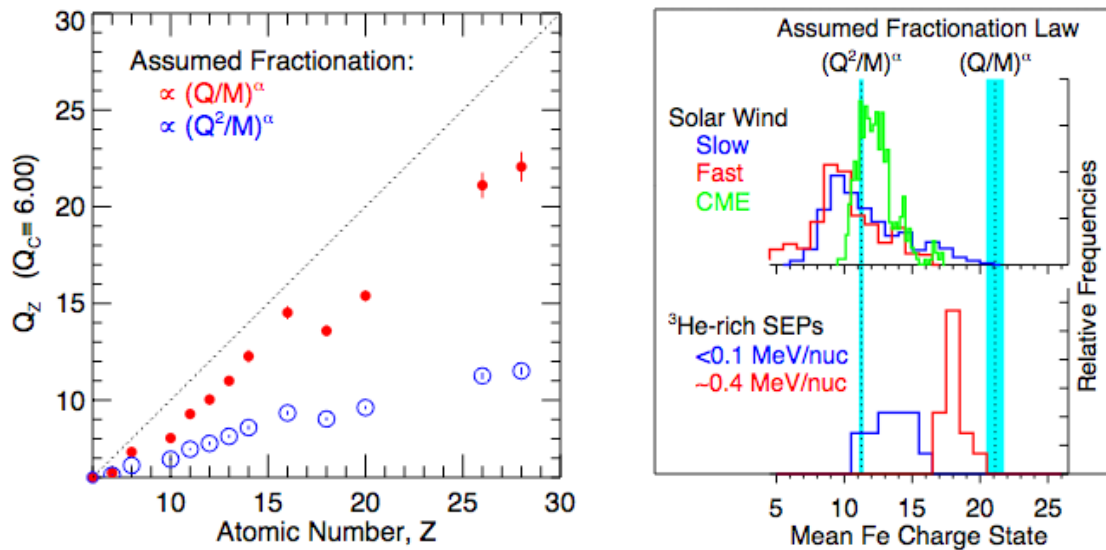 30
25
20
15
10
Q_Z (Q_C≡ 6.00)
Assumed Fractionation:
∝ (Q/M)^α
∝ (Q²/M)^α
10 15 20 25 30
Atomic Number, Z
Assumed Fractionation Law
(Q²/M)^α (Q/M)^α
Solar Wind
Slow
Fast
CME
³He-rich SEPs
<0.1 MeV/nuc
~0.4 MeV/nuc
Relative Frequencies
5 10 15 20 25
Mean Fe Charge State